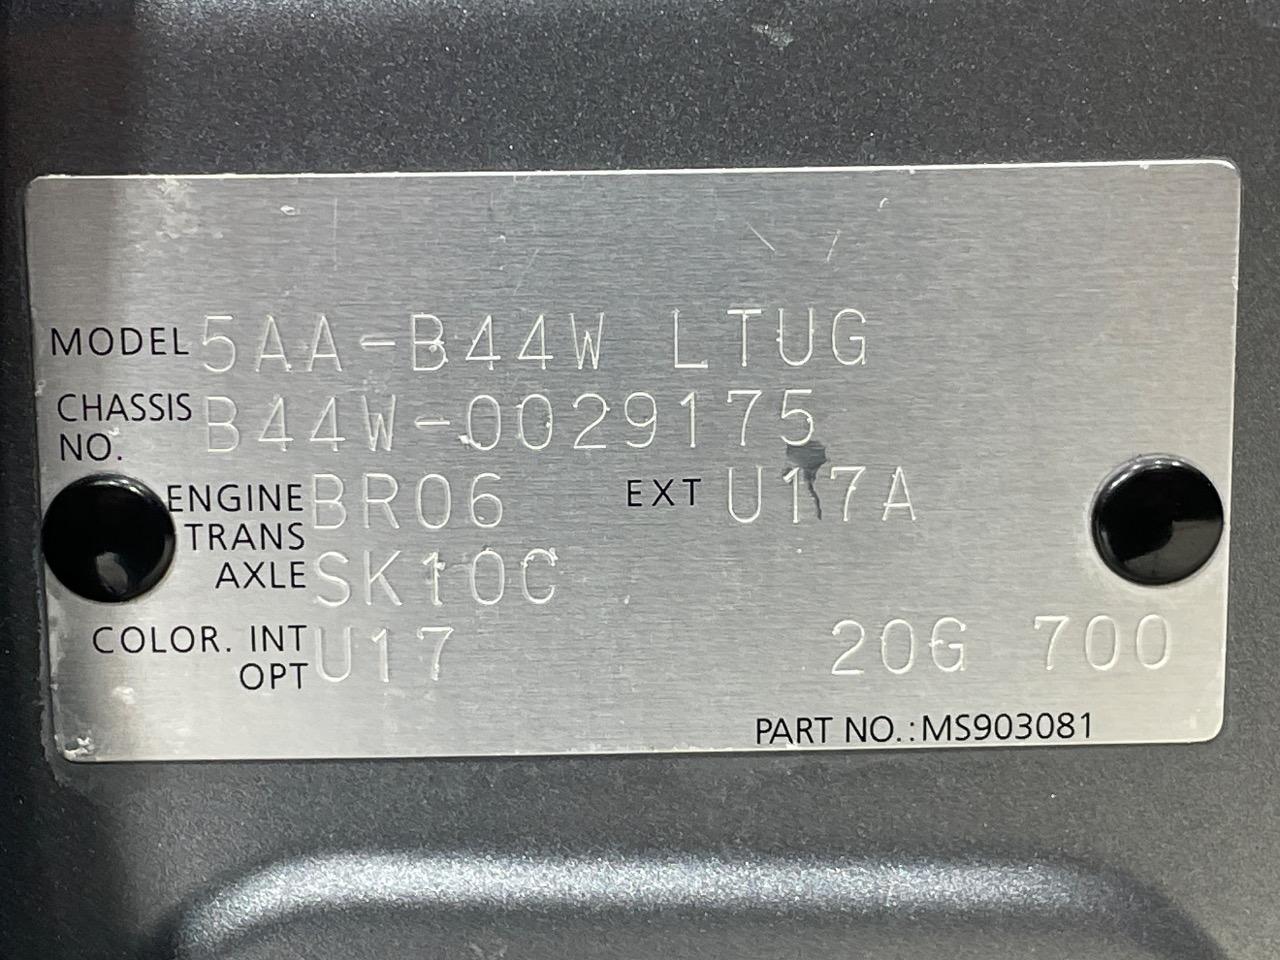 MODEL 5AA-B44W LTUG
CHASSIS NO. B44W-0029175
ENGINE BR06 EXT U17A
TRANS AXLE SK10C
COLOR. INT OPT U17 20G 700
PART NO.:MS903081